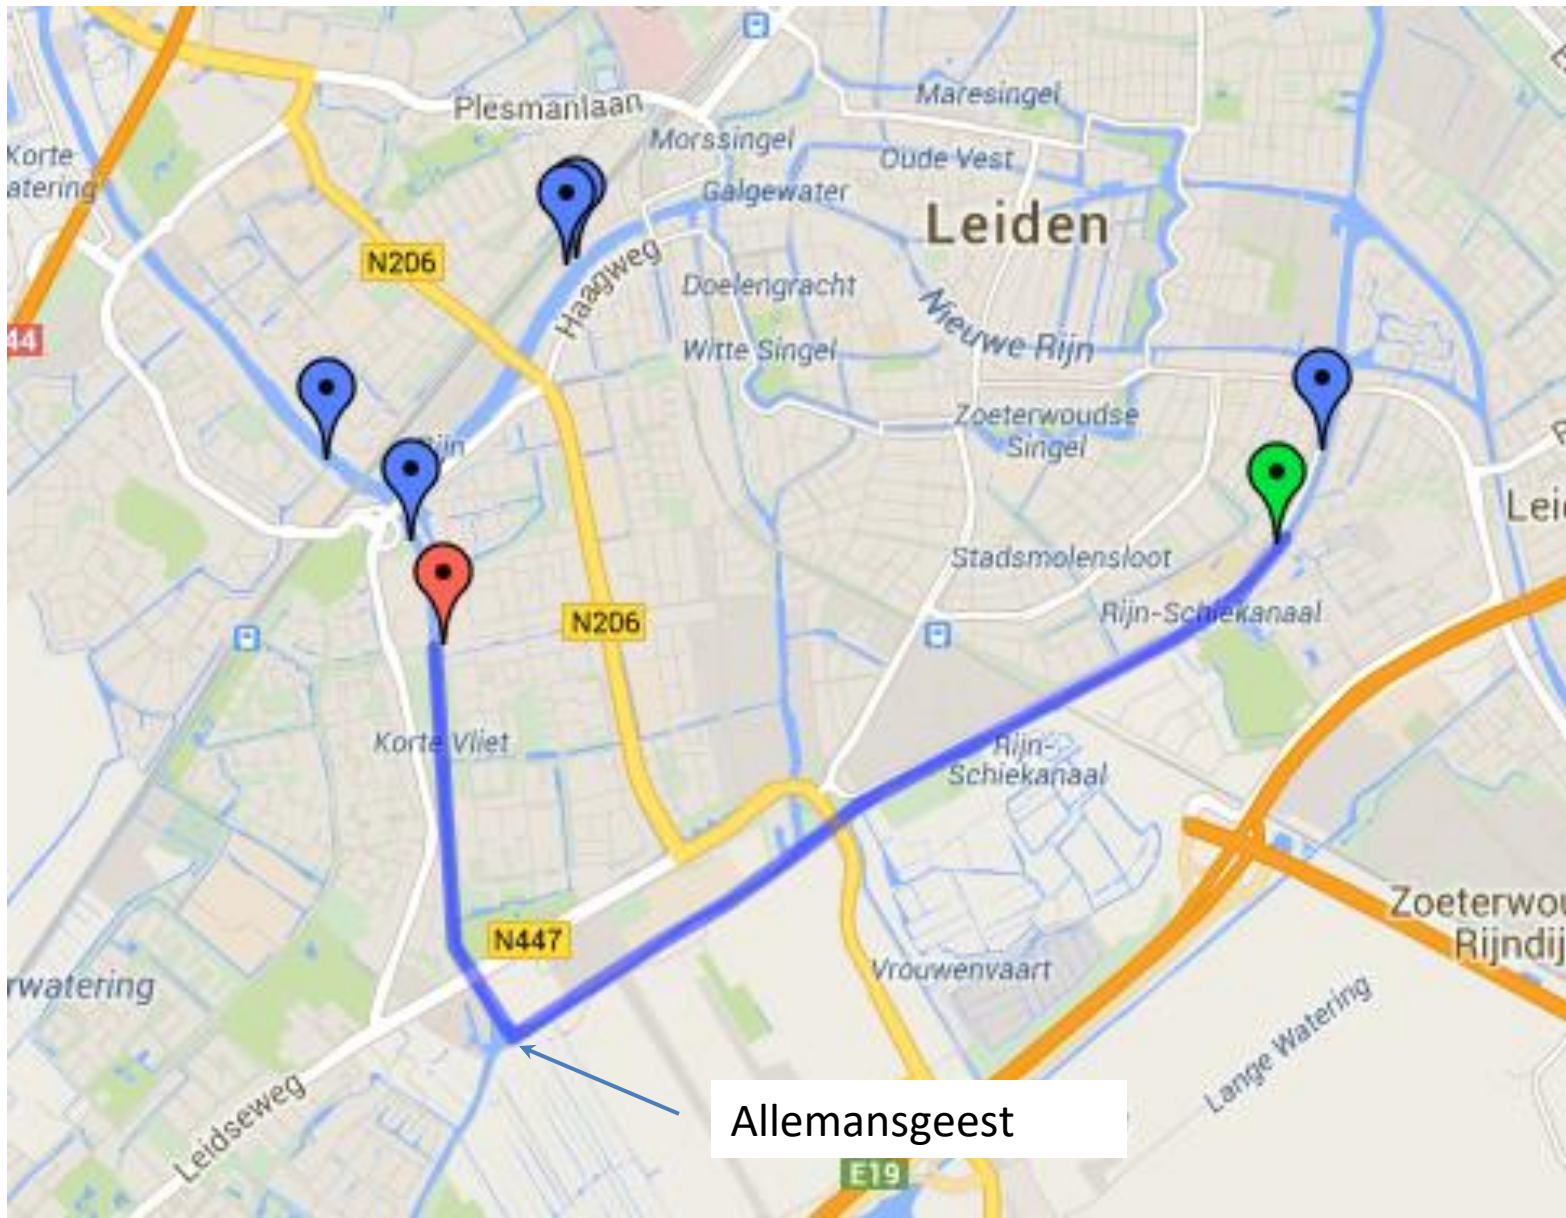 Plesmanlaan
Maresingel
Morssingel
Oude Vest
Korte
atering
Galgewater
Leiden
N206
Haagweg
Doelengracht
Nieuwe Rijn
44
Witte Singel
Zoeterwoudse
Singel
Lei
Stadsmolensloot
N206
Rijn-Schiekanaal
Korte Vliet
Rijn-
Schiekanaal
Zoeterwou
Rijndij
N447
Vrouwenvaart
rwatering
Lange Watering
Leidseweg
Allemansgeest
E19